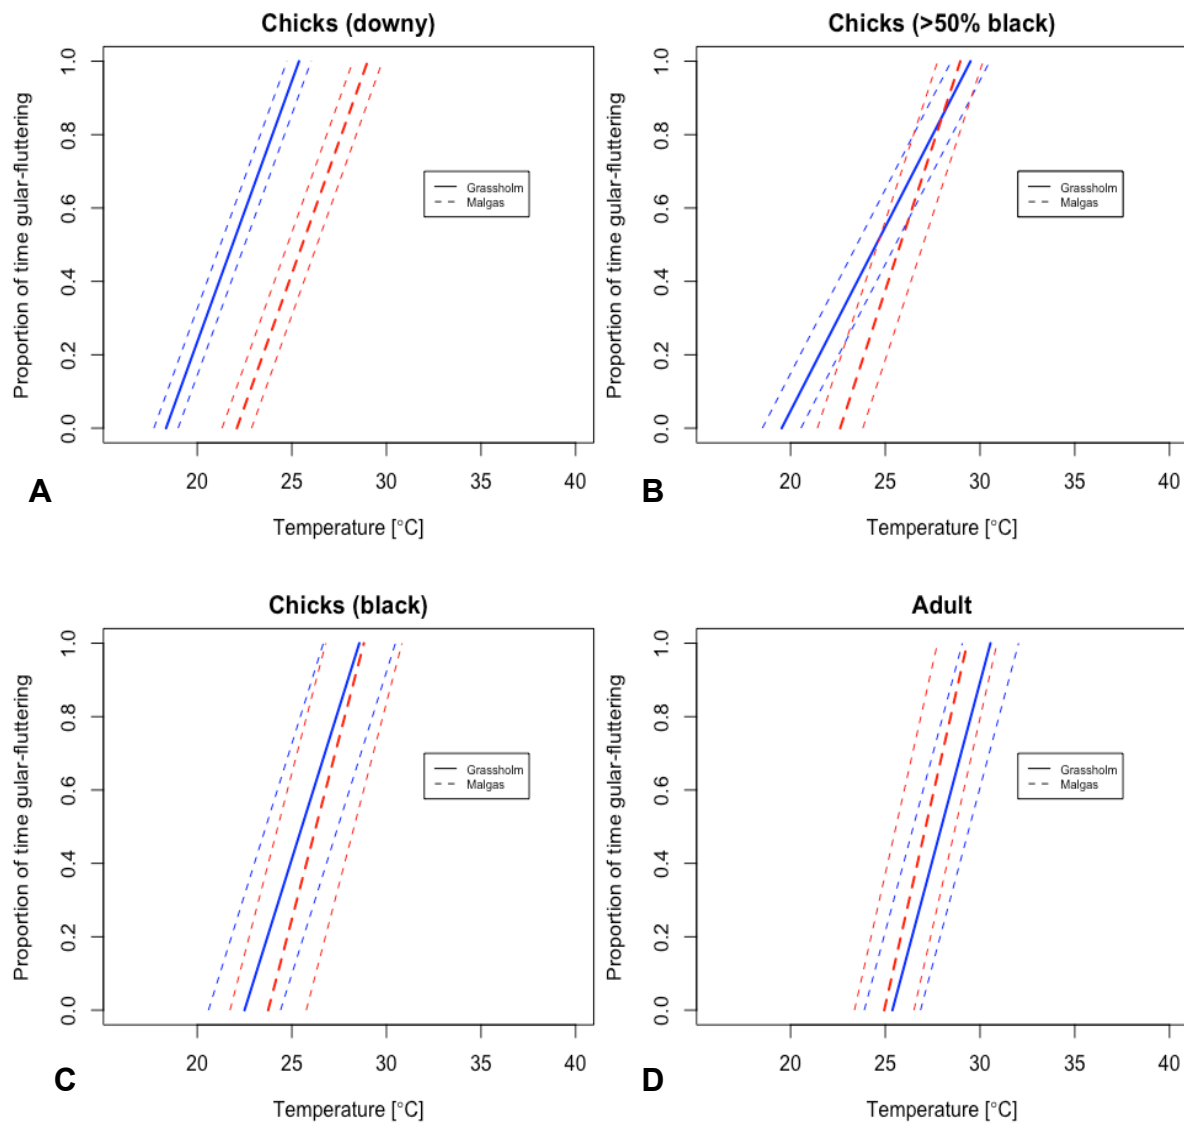 Chicks (downy)
Proportion of time gular-fluttering
0.0 0.2 0.4 0.6 0.8 1.0
Grassholm
Malgas
20 25 30 35 40
A
Temperature [°C]
Chicks (>50% black)
Proportion of time gular-fluttering
0.0 0.2 0.4 0.6 0.8 1.0
Grassholm
Malgas
20 25 30 35 40
B
Temperature [°C]
Chicks (black)
Proportion of time gular-fluttering
0.0 0.2 0.4 0.6 0.8 1.0
Grassholm
Malgas
20 25 30 35 40
C
Temperature [°C]
Adult
Proportion of time gular-fluttering
0.0 0.2 0.4 0.6 0.8 1.0
Grassholm
Malgas
20 25 30 35 40
D
Temperature [°C]